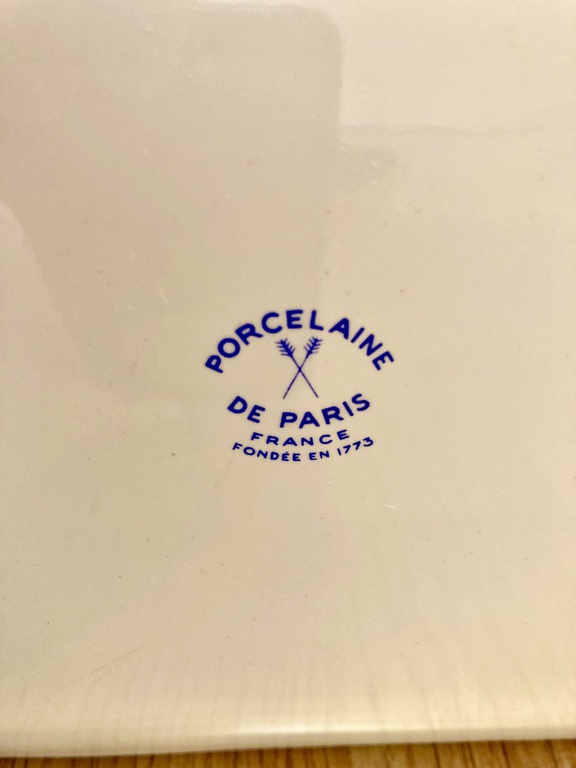 PORCELAINE
DE PARIS
FRANCE
FONDÉE EN 1773